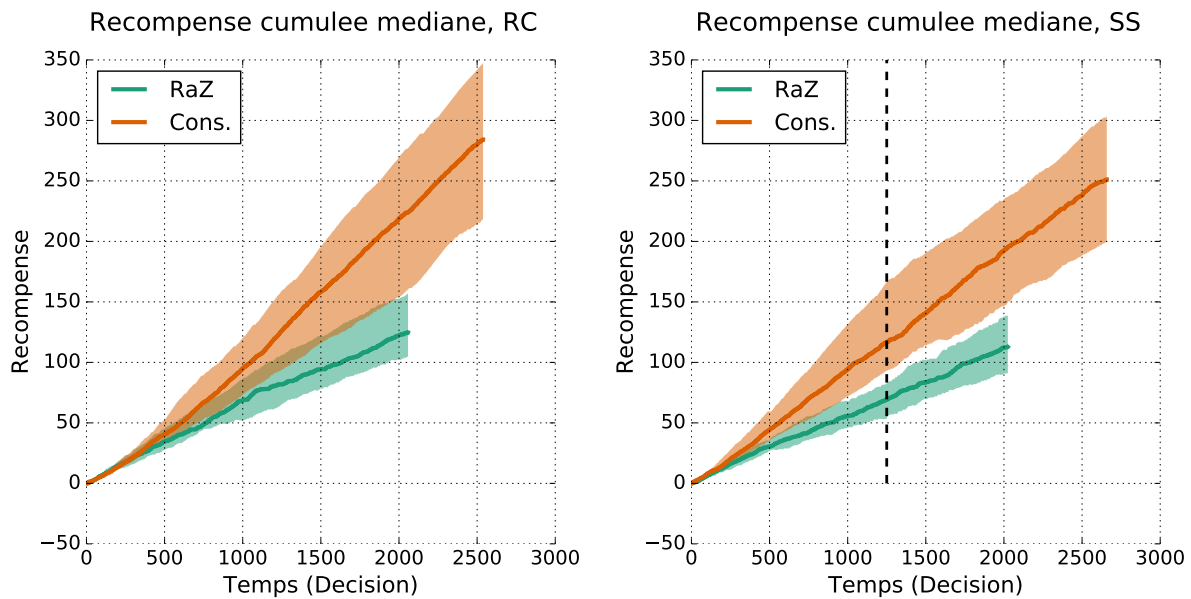 Recompense cumulee mediane, RC
350
300
250
200
150
100
50
0
−50
Recompense
RaZ
Cons.
0 500 1000 1500 2000 2500 3000
Temps (Decision)
Recompense cumulee mediane, SS
350
300
250
200
150
100
50
0
−50
Recompense
RaZ
Cons.
0 500 1000 1500 2000 2500 3000
Temps (Decision)